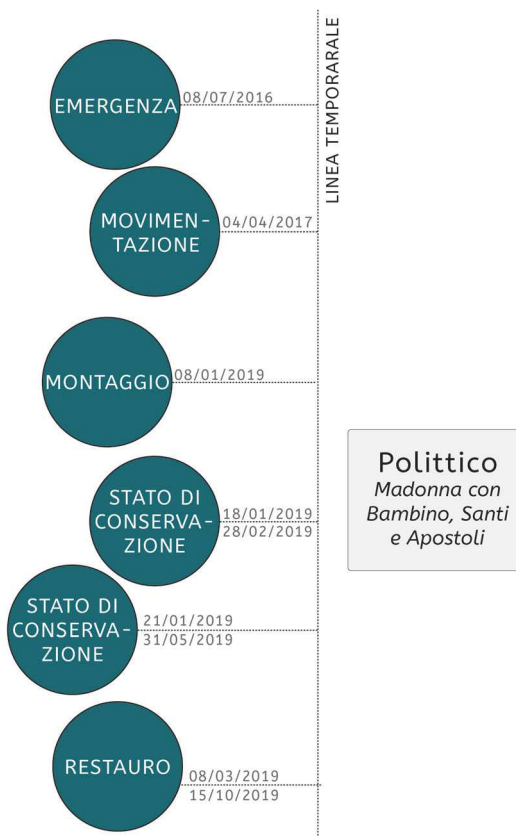 EMERGENZA
08/07/2016
LINEA TEMPORARALE
MOVIMEN-
TAZIONE
04/04/2017
MONTAGGIO
08/01/2019
Polittico
Madonna con
Bambino, Santi
e Apostoli
STATO DI
CONSERVA-
ZIONE
18/01/2019
28/02/2019
STATO DI
CONSERVA-
ZIONE
21/01/2019
31/05/2019
RESTAURO
08/03/2019
15/10/2019